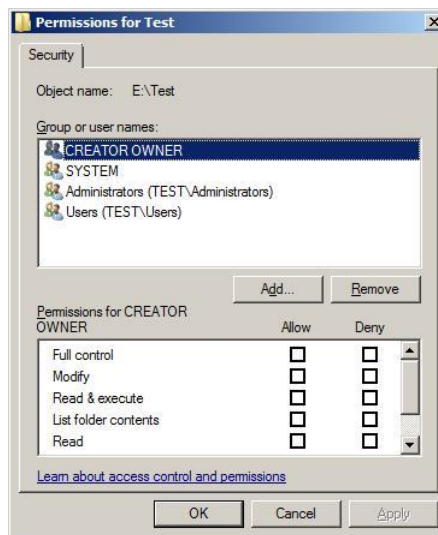 Permissions for Test
Security
Object name: E:\Test
Group or user names:
CREATOR OWNER
SYSTEM
Administrators (TEST\Administrators)
Users (TEST\Users)
Add... Remove
Permissions for CREATOR
OWNER Allow Deny
Full control
Modify
Read & execute
List folder contents
Read
Learn about access control and permissions
OK Cancel Apply